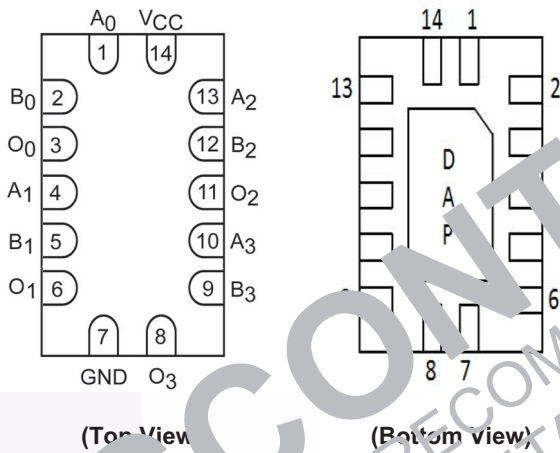 A0 VCC 14 1
1 14
B0 2 13 A2 13 2
O0 3 12 B2
A1 4 11 O2 D
B1 5 10 A3 A
O1 6 9 B3 P 6
7 8
GND O3 8 7
(Top View (Bottom View)
CONT
RECOM